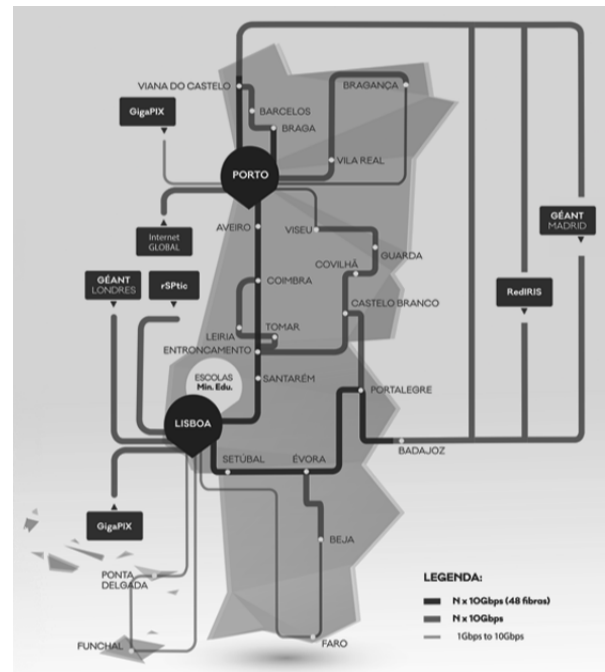 VIANA DO CASTELO
BRAGANÇA
GigaPIX
BARCELOS
BRAGA
VILA REAL
PORTO
AVEIRO
VISEU
Internet
GLOBAL
GÉANT
MADRID
GUARDA
COVILHÃ
GÉANT
LONDRES
rSPtic
COIMBRA
RedIRIS
CASTELO BRANCO
LEIRIA
TOMAR
ENTRONCAMENTO
ESCOLAS
Min. Edu.
SANTARÉM
PORTALEGRE
LISBOA
BADAJOZ
SETÚBAL
ÉVORA
GigaPIX
BEJA
PONTA
DELGADA
FUNCHAL
FARO
LEGENDA:
N x 10Gbps (48 fibras)
N x 10Gbps
1Gbps to 10Gbps